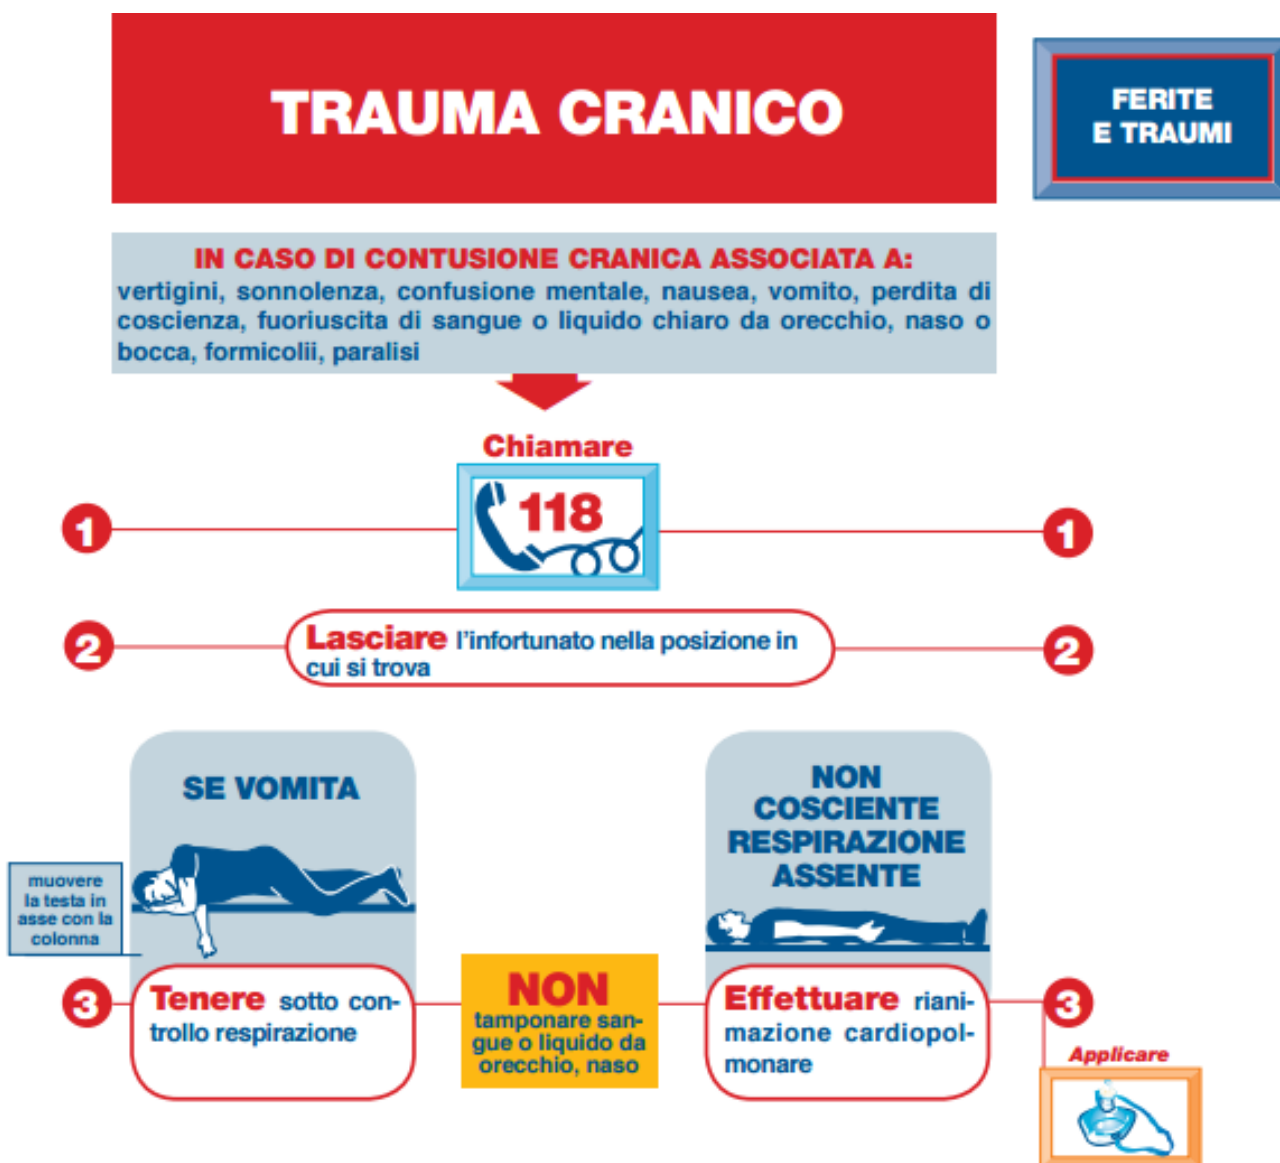 TRAUMA CRANICO
FERITE
E TRAUMI
IN CASO DI CONTUSIONE CRANICA ASSOCIATA A:
vertigini, sonnolenza, confusione mentale, nausea, vomito, perdita di
coscienza, fuoriuscita di sangue o liquido chiaro da orecchio, naso o
bocca, formicolii, paralisi
Chiamare
118
1
1
2
Lasciare l'infortunato nella posizione in
cui si trova
2
SE VOMITA
muovere
la testa in
asse con la
colonna
NON
COSCIENTE
RESPIRAZIONE
ASSENTE
3
Tenere sotto con-
trollo respirazione
NON
tamponare san-
gue o liquido da
orecchio, naso
Effettuare riani-
mazione cardiopol-
monare
3
Applicare